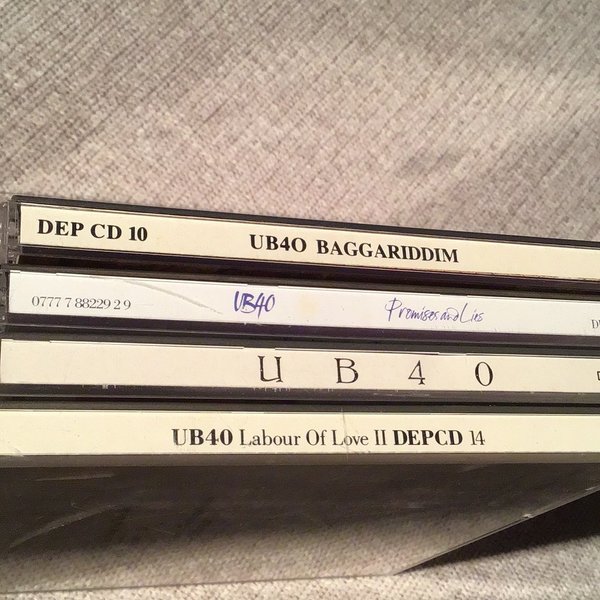 DEP CD 10 UB40 BAGGARIDDIM
0777 7 88229 2 9 UB40 Promises and Lies
U B 4 0
UB40 Labour Of Love II DEPCD 14